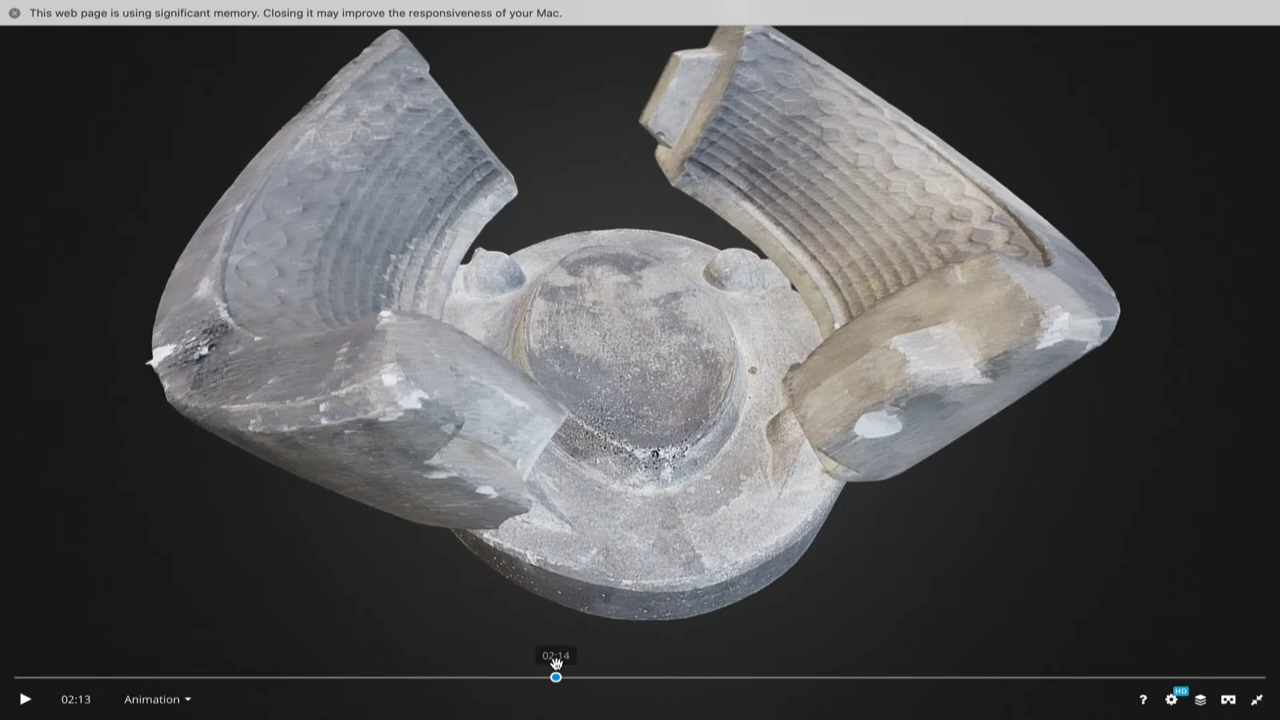 This web page is using significant memory. Closing it may improve the responsiveness of your Mac.
02:14
02:13
Animation
?
HD